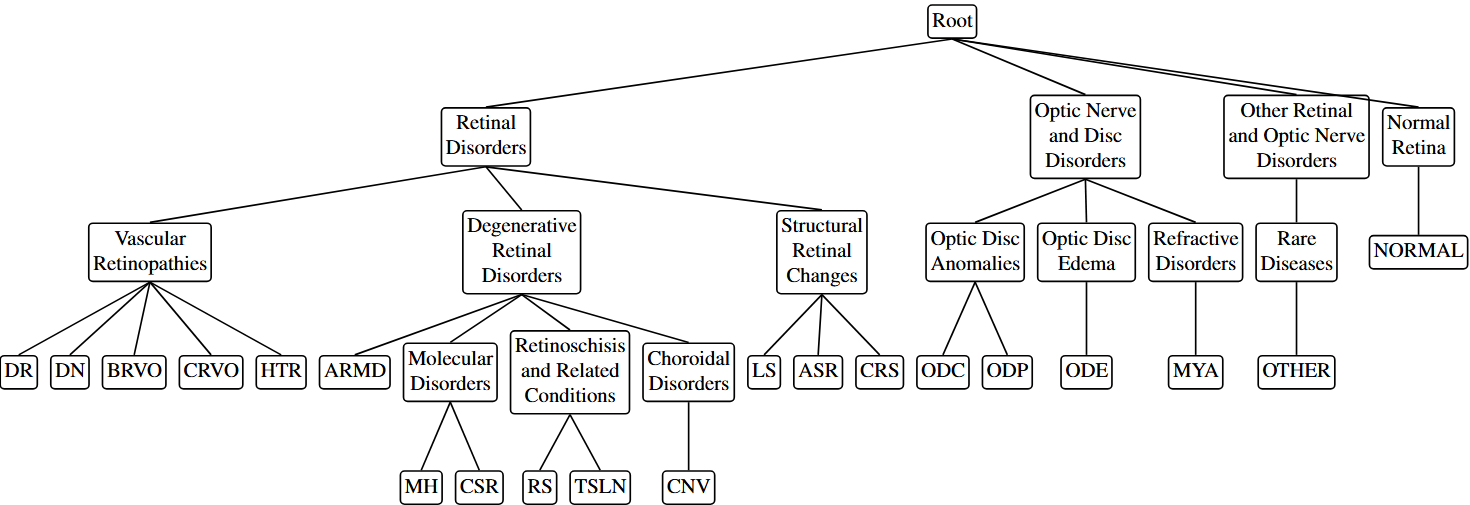 Root
Retinal
Disorders
Optic Nerve
and Disc
Disorders
Other Retinal
and Optic Nerve
Disorders
Normal
Retina
Vascular
Retinopathies
Degenerative
Retinal
Disorders
Structural
Retinal
Changes
Optic Disc
Anomalies
Optic Disc
Edema
Refractive
Disorders
Rare
Diseases
NORMAL
DR
DN
BRVO
CRVO
HTR
ARMD
Molecular
Disorders
Retinoschisis
and Related
Conditions
Choroidal
Disorders
LS
ASR
CRS
ODC
ODP
ODE
MYA
OTHER
MH
CSR
RS
TSLN
CNV